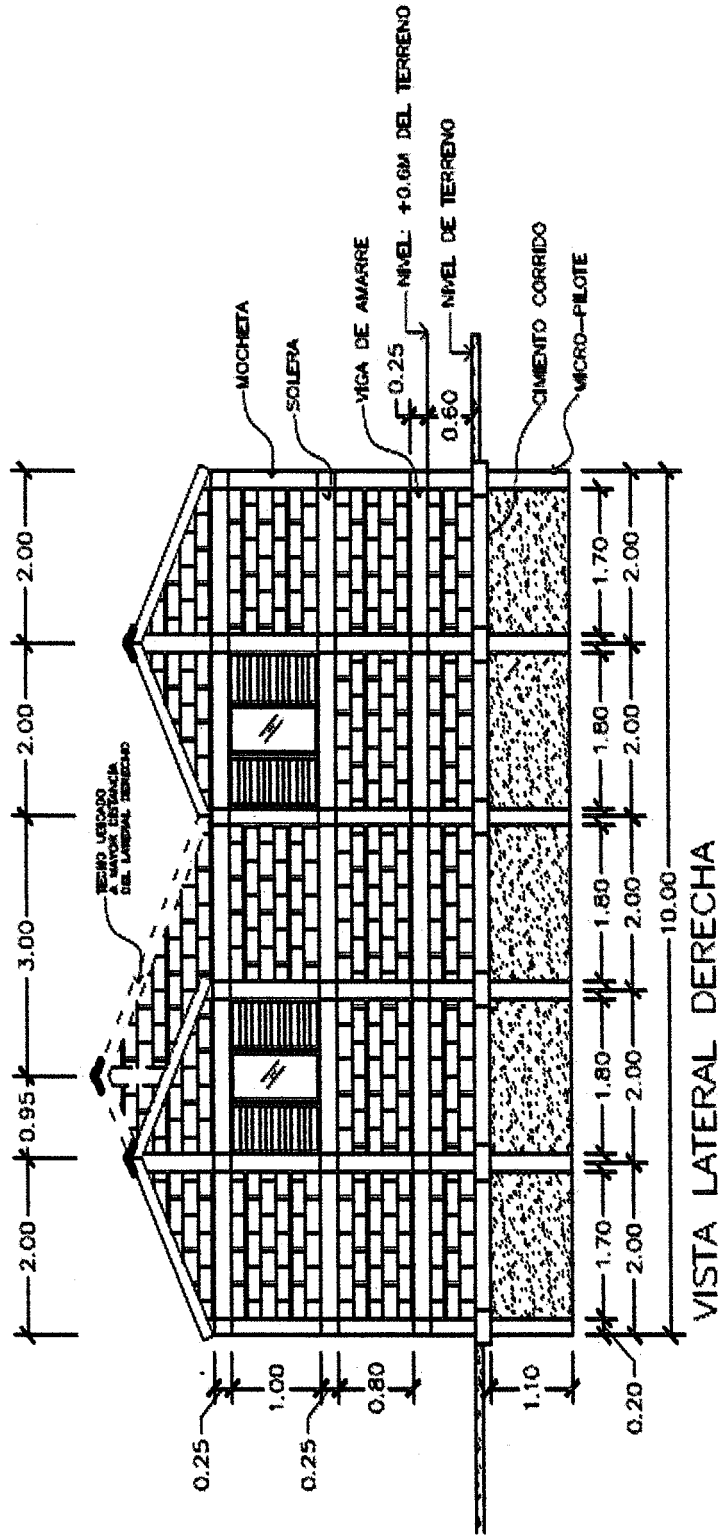 2.00
0.95
3.00
2.00
2.00
TECHO UBICADO
A MAYOR DISTANCIA
DEL LATERAL DERECHO
MOCHETA
SOLERA
VIGA DE AMARRE
0.25
NIVEL: +0.6M DEL TERRENO
0.60
NIVEL DE TERRENO
CIMIENTO CORRIDO
MICRO-PILOTE
0.25
1.00
0.25
0.80
1.10
0.20
1.70
1.80
1.80
1.80
1.70
2.00
2.00
2.00
2.00
2.00
10.00
VISTA LATERAL DERECHA